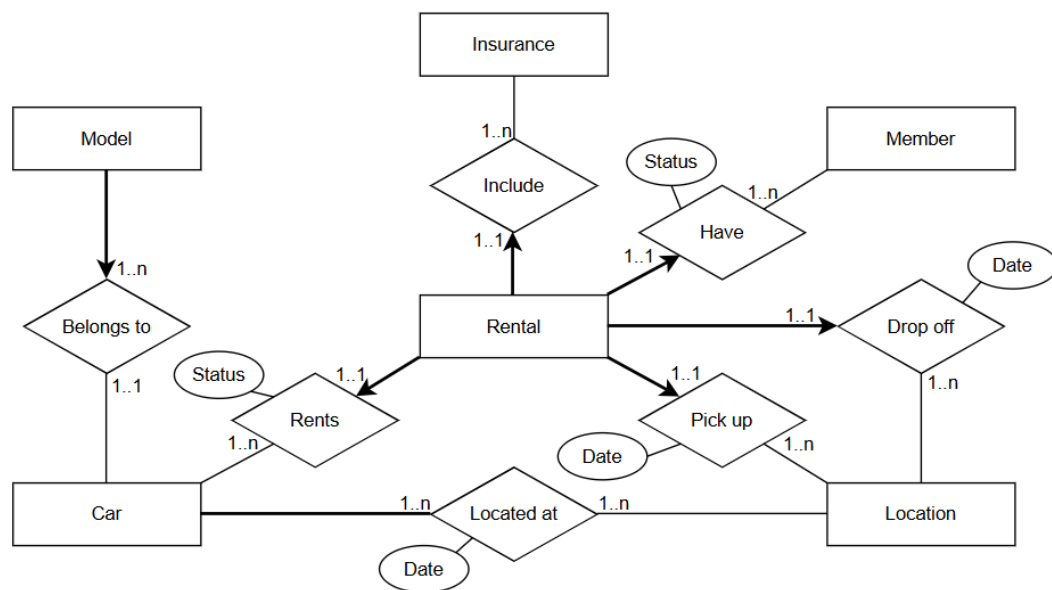 Insurance
1..n
Model
Member
Status
Include
1..n
Have
1..1
1..1
1..n
Date
Rental
Belongs to
1..1
Drop off
1..1
Status
1..1
1..1
1..n
Rents
Pick up
1..n
1..n
Date
Car
1..n
Located at
1..n
Location
Date